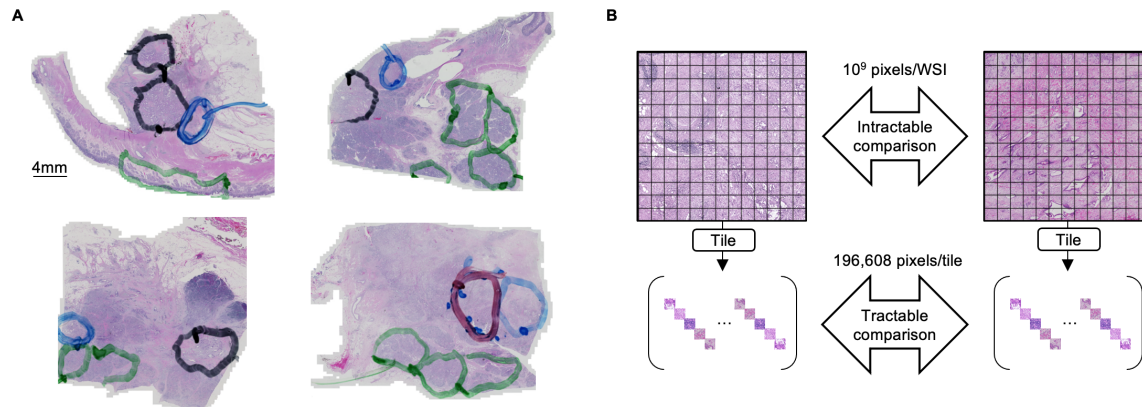 A
B
4mm
10⁹ pixels/WSI
Intractable
comparison
Tile
Tile
196,608 pixels/tile
Tractable
comparison
...
...